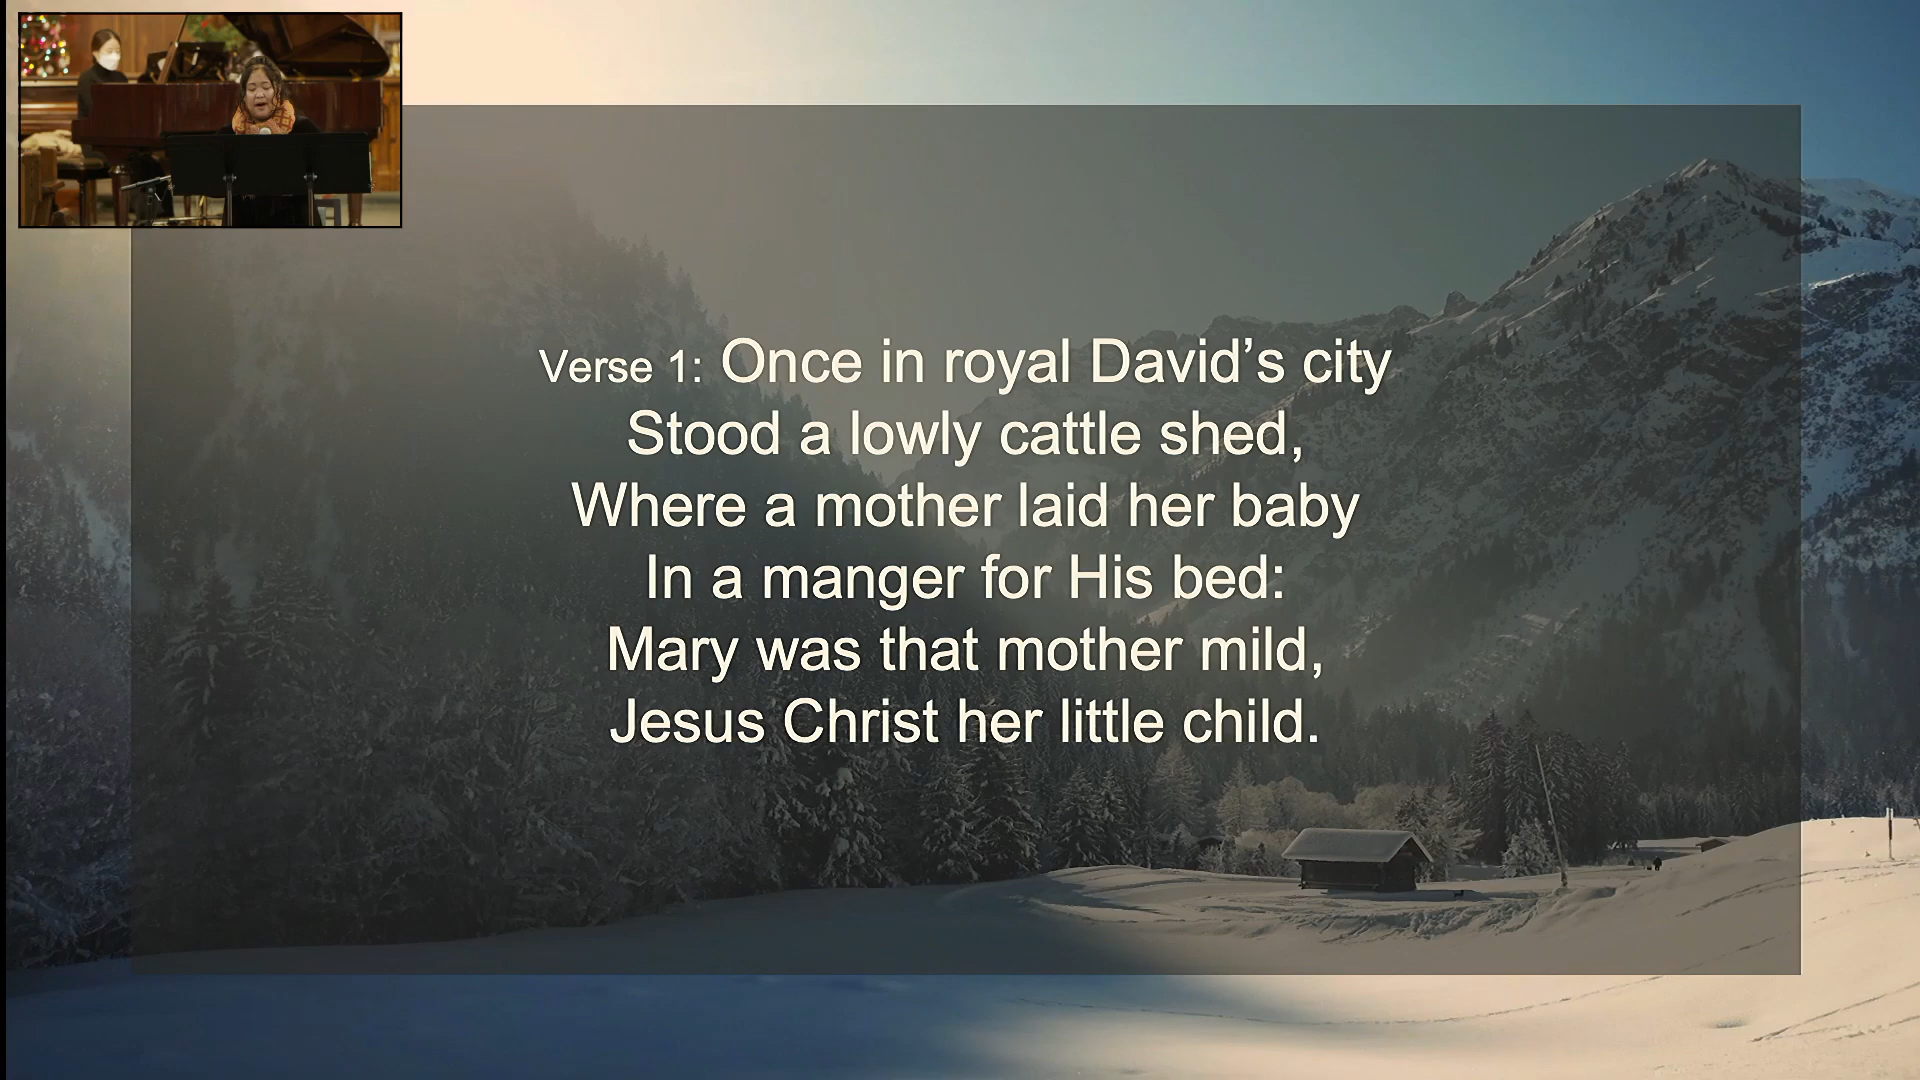 Verse 1: Once in royal David’s city
Stood a lowly cattle shed,
Where a mother laid her baby
In a manger for His bed:
Mary was that mother mild,
Jesus Christ her little child.